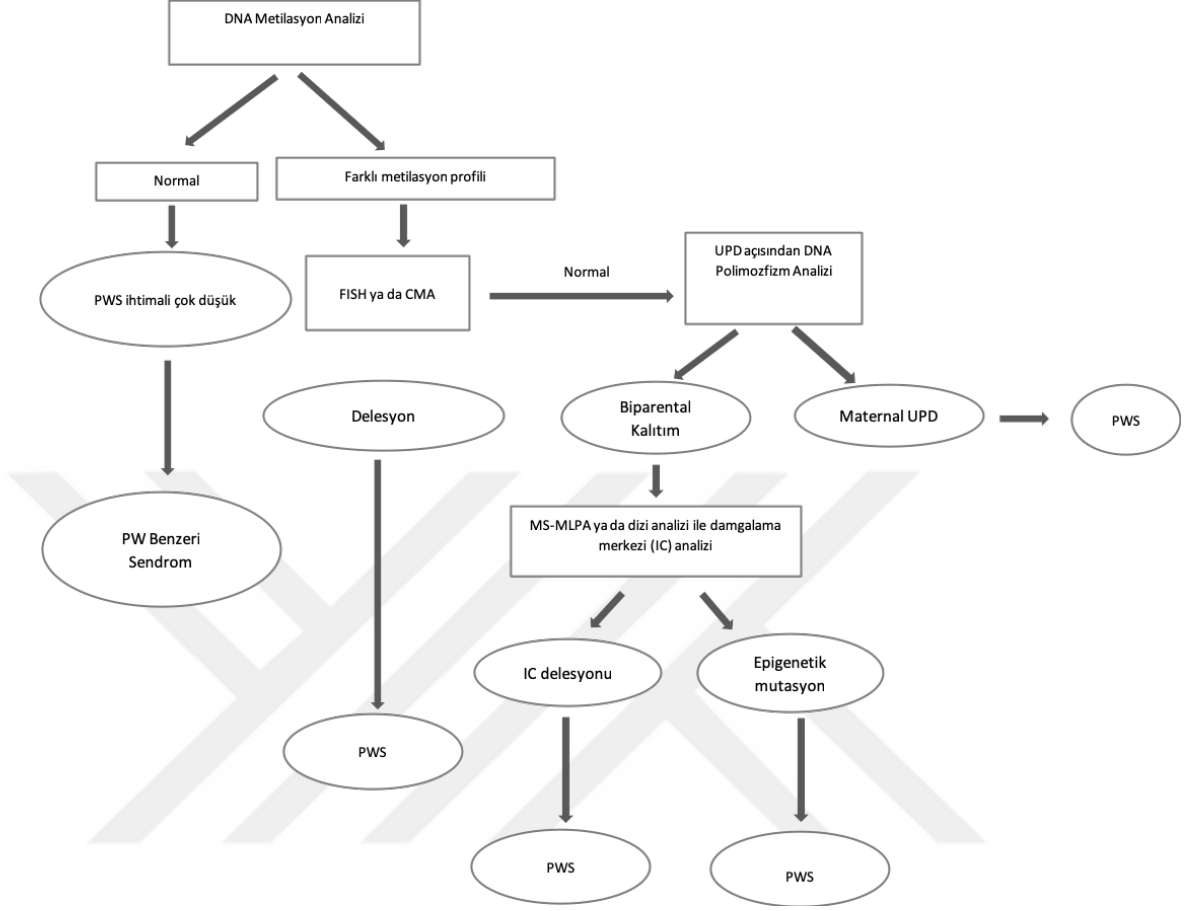 DNA Metilasyon Analizi
Normal
Farklı metilasyon profili
PWS ihtimali çok düşük
FISH ya da CMA
Normal
UPD açısından DNA
Polimozfizm Analizi
Delesyon
Biparental
Kalıtım
Maternal UPD
PWS
PW Benzeri
Sendrom
MS-MLPA ya da dizi analizi ile damgalama
merkezi (IC) analizi
IC delesyonu
Epigenetik
mutasyon
PWS
PWS
PWS